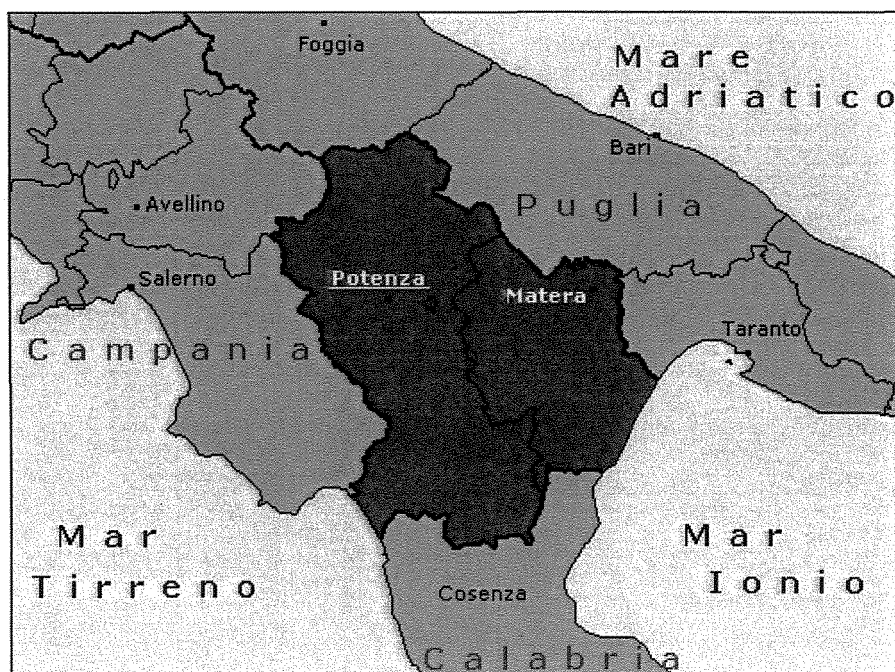 Foggia
Mare
Adriatico
Bari
Avellino
Puglia
Salerno
Potenza
Matera
Campania
Taranto
Mar
Tirreno
Mar
Ionio
Cosenza
Calabria